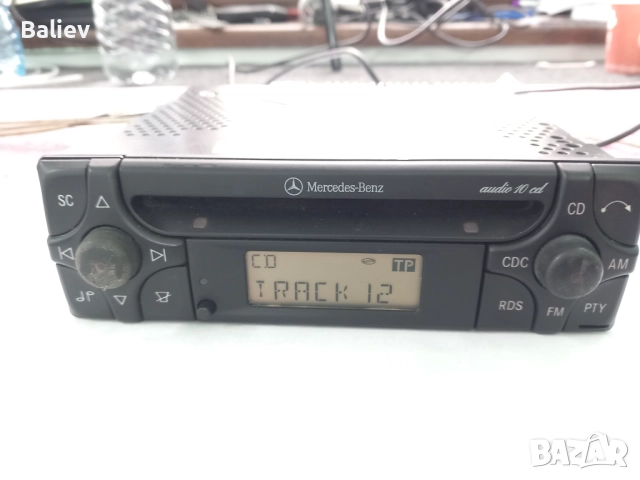 Baliev
Mercedes-Benz
audio 10 cd
SC
CD
CDC
AM
RDS
FM
PTY
CD TP
TRACK 12
BAZAR